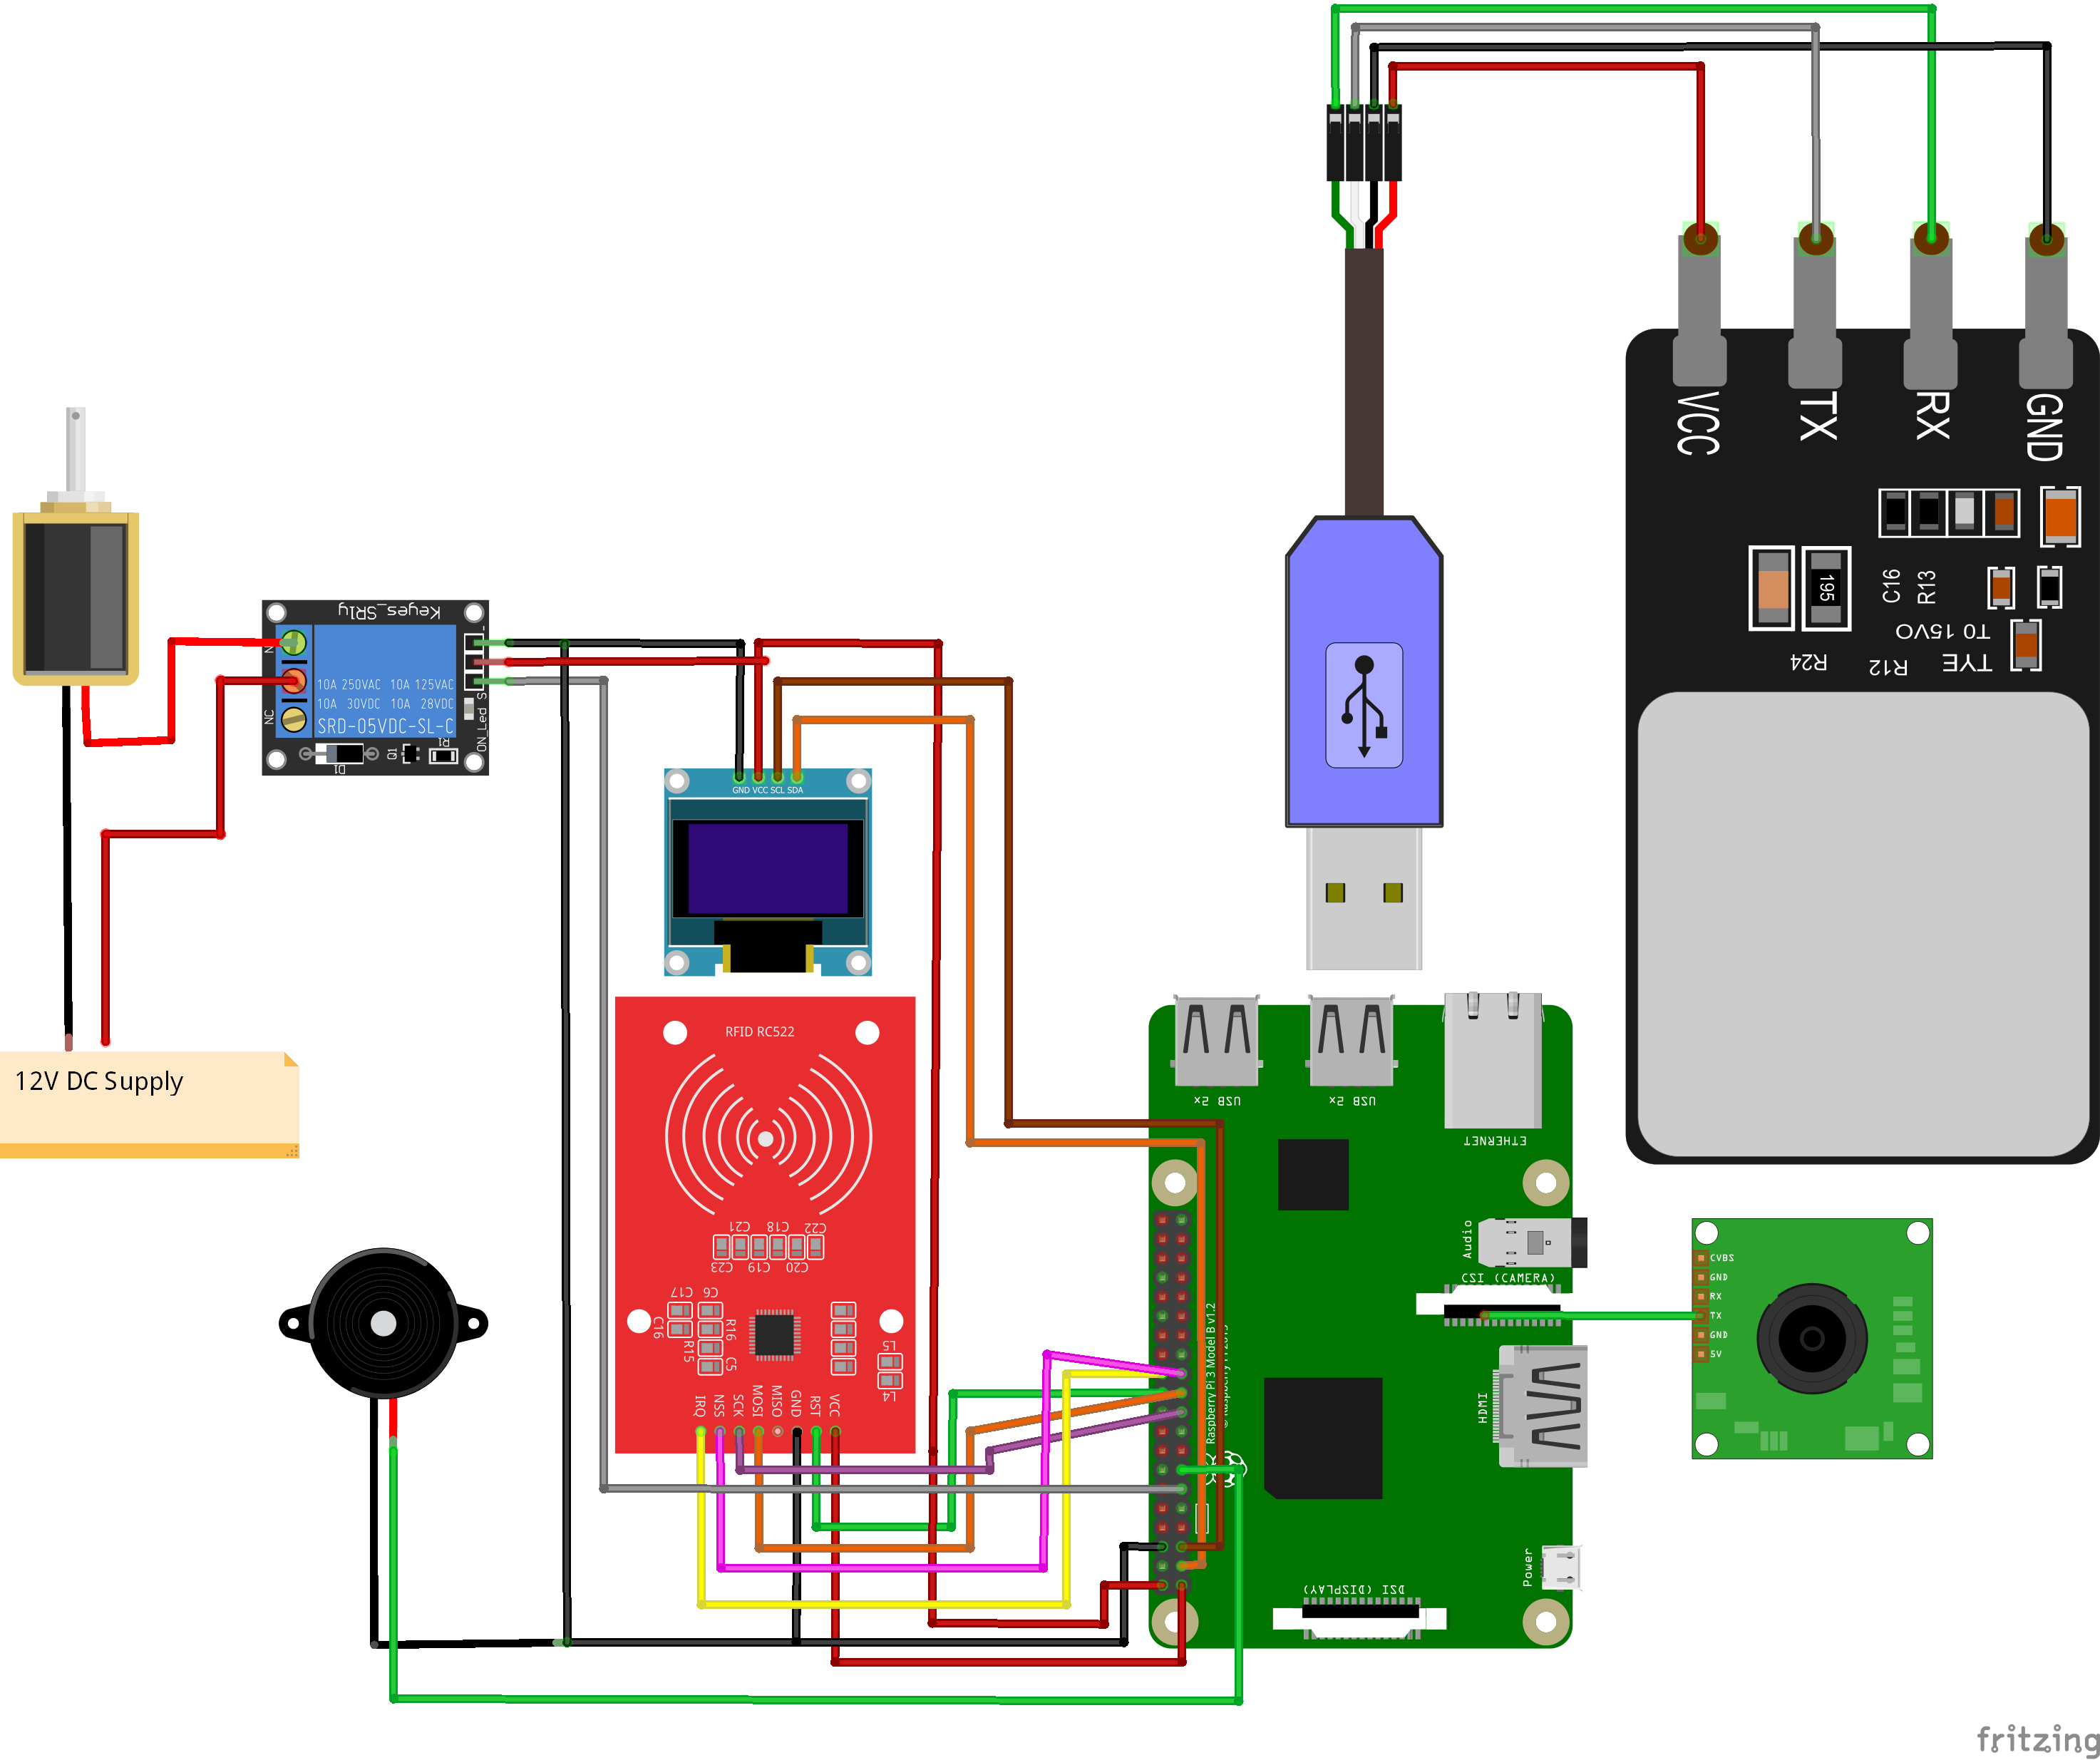 VCC
TX
RX
GND
195
C16
R13
TO 15VO
R24
R12
TYE
Keyes_SR1y
N
10A 250VAC 10A 125VAC
10A 30VDC 10A 28VDC
SRD-05VDC-SL-C
NC
-
S
ON_Led
D1
Q1
R1
GND VCC SCL SDA
12V DC Supply
RFID RC522
C21 C18 C22
C23 C19 C20
C17 C6
C16
R16
R15
C5
L5
L4
IRQ
NSS
SCK
MOSI
MISO
GND
RST
VCC
USB 2x
USB 2x
ETHERNET
Audio
CSI (CAMERA)
Raspberry Pi 3 Model B v1.2
HDMI
Power
DSI (DISPLAY)
CVBS
GND
RX
TX
GND
5V
fritzing